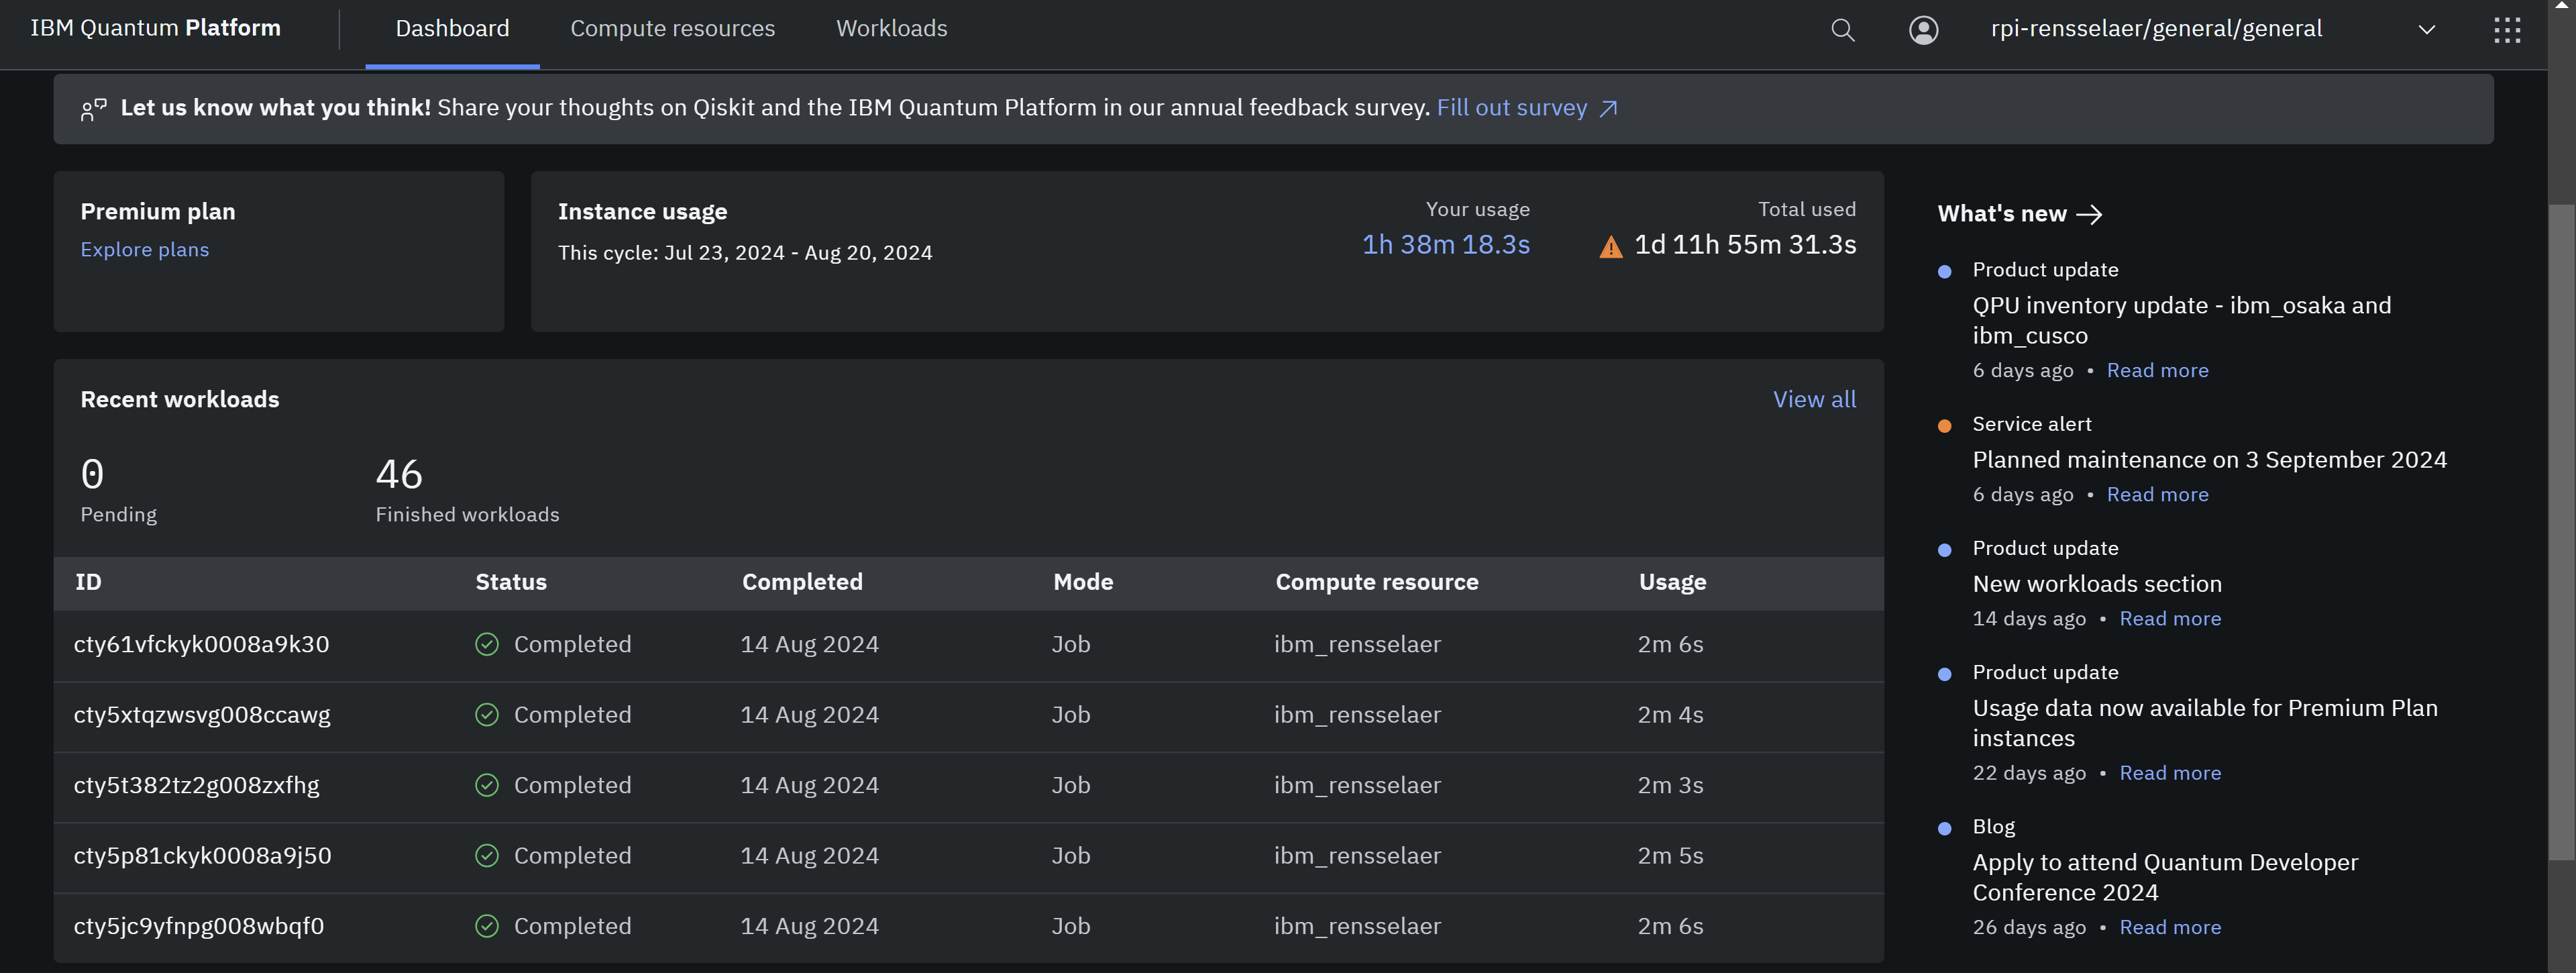 IBM Quantum Platform
Dashboard
Compute resources
Workloads
rpi-rensselaer/general/general
Let us know what you think! Share your thoughts on Qiskit and the IBM Quantum Platform in our annual feedback survey. Fill out survey
Premium plan
Explore plans
Instance usage
This cycle: Jul 23, 2024 - Aug 20, 2024
Your usage
1h 38m 18.3s
Total used
1d 11h 55m 31.3s
Recent workloads
View all
0
Pending
46
Finished workloads
ID Status Completed Mode Compute resource Usage
cty61vfckyk0008a9k30 Completed 14 Aug 2024 Job ibm_rensselaer 2m 6s
cty5xtqzwsvg008ccawg Completed 14 Aug 2024 Job ibm_rensselaer 2m 4s
cty5t382tz2g008zxfhg Completed 14 Aug 2024 Job ibm_rensselaer 2m 3s
cty5p81ckyk0008a9j50 Completed 14 Aug 2024 Job ibm_rensselaer 2m 5s
cty5jc9yfnpg008wbqf0 Completed 14 Aug 2024 Job ibm_rensselaer 2m 6s
What's new
Product update
QPU inventory update - ibm_osaka and
ibm_cusco
6 days ago • Read more
Service alert
Planned maintenance on 3 September 2024
6 days ago • Read more
Product update
New workloads section
14 days ago • Read more
Product update
Usage data now available for Premium Plan
instances
22 days ago • Read more
Blog
Apply to attend Quantum Developer
Conference 2024
26 days ago • Read more